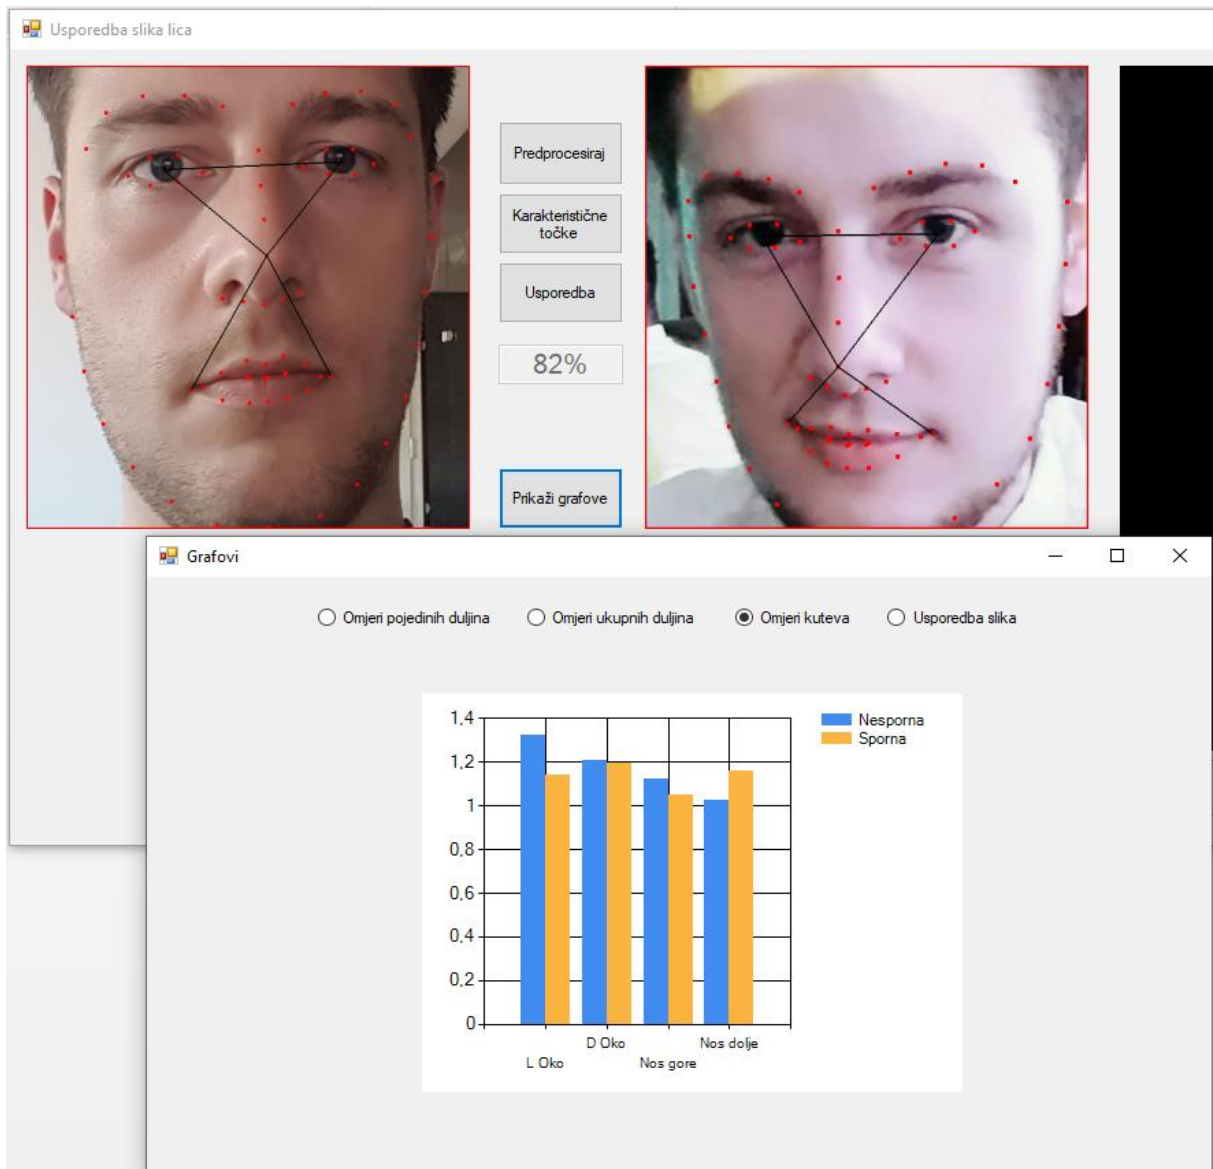 Usporedba slika lica
Predprocesiraj
Karakteristične
točke
Usporedba
82%
Prikaži grafove
Grafovi
Omjeri pojedinih duljina
Omjeri ukupnih duljina
Omjeri kuteva
Usporedba slika
Nesporna
Sporna
1,4
1,2
1
0,8
0,6
0,4
0,2
0
L Oko
D Oko
Nos gore
Nos dolje